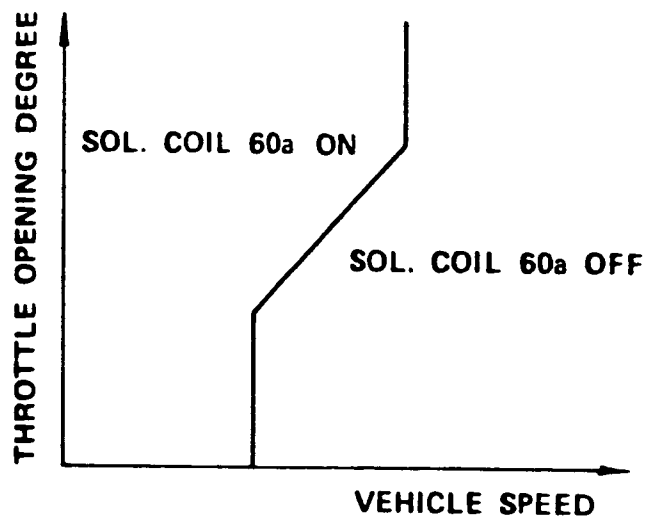 THROTTLE OPENING DEGREE
SOL. COIL 60a ON
SOL. COIL 60a OFF
VEHICLE SPEED